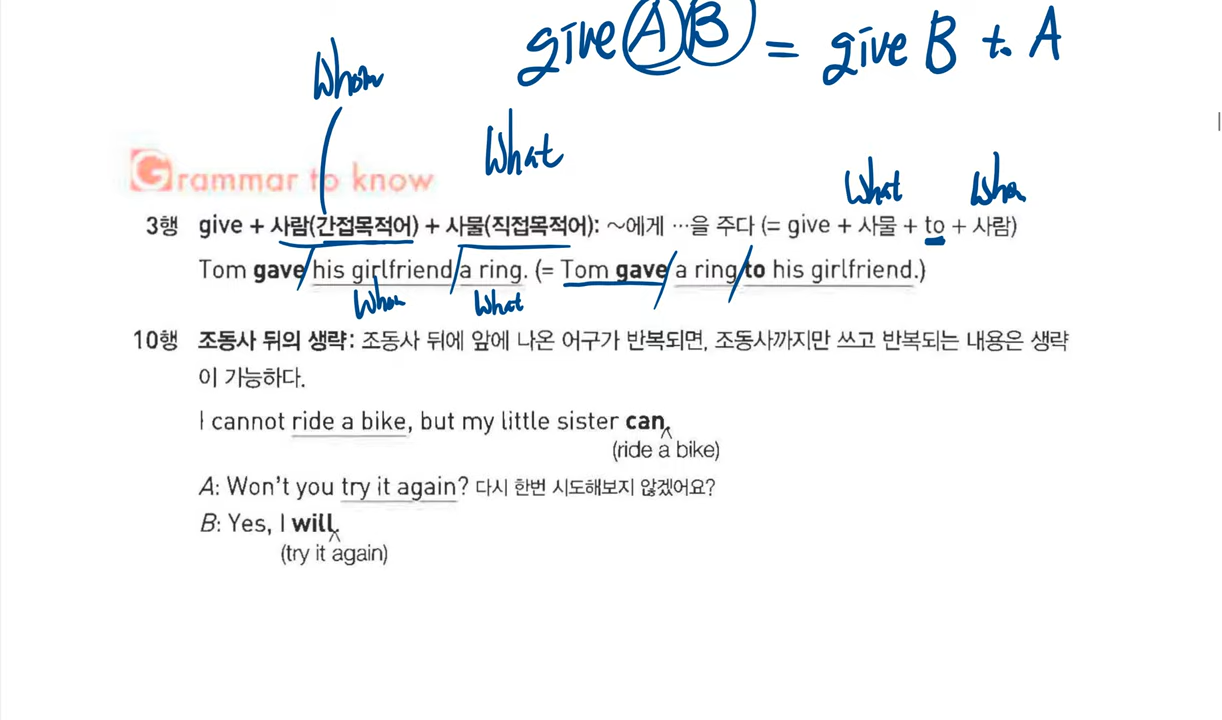 give A B = give B to A
Whom
What
Grammar to know
What Whom
3행 give + 사람(간접목적어) + 사물(직접목적어): ~에게 …을 주다 (= give + 사물 + to + 사람)
Tom gave his girlfriend a ring. (= Tom gave a ring to his girlfriend.)
Whom What
10행 조동사 뒤의 생략: 조동사 뒤에 앞에 나온 어구가 반복되면, 조동사까지만 쓰고 반복되는 내용은 생략
이 가능하다.
I cannot ride a bike, but my little sister can.
(ride a bike)
A: Won't you try it again? 다시 한번 시도해보지 않겠어요?
B: Yes, I will.
(try it again)